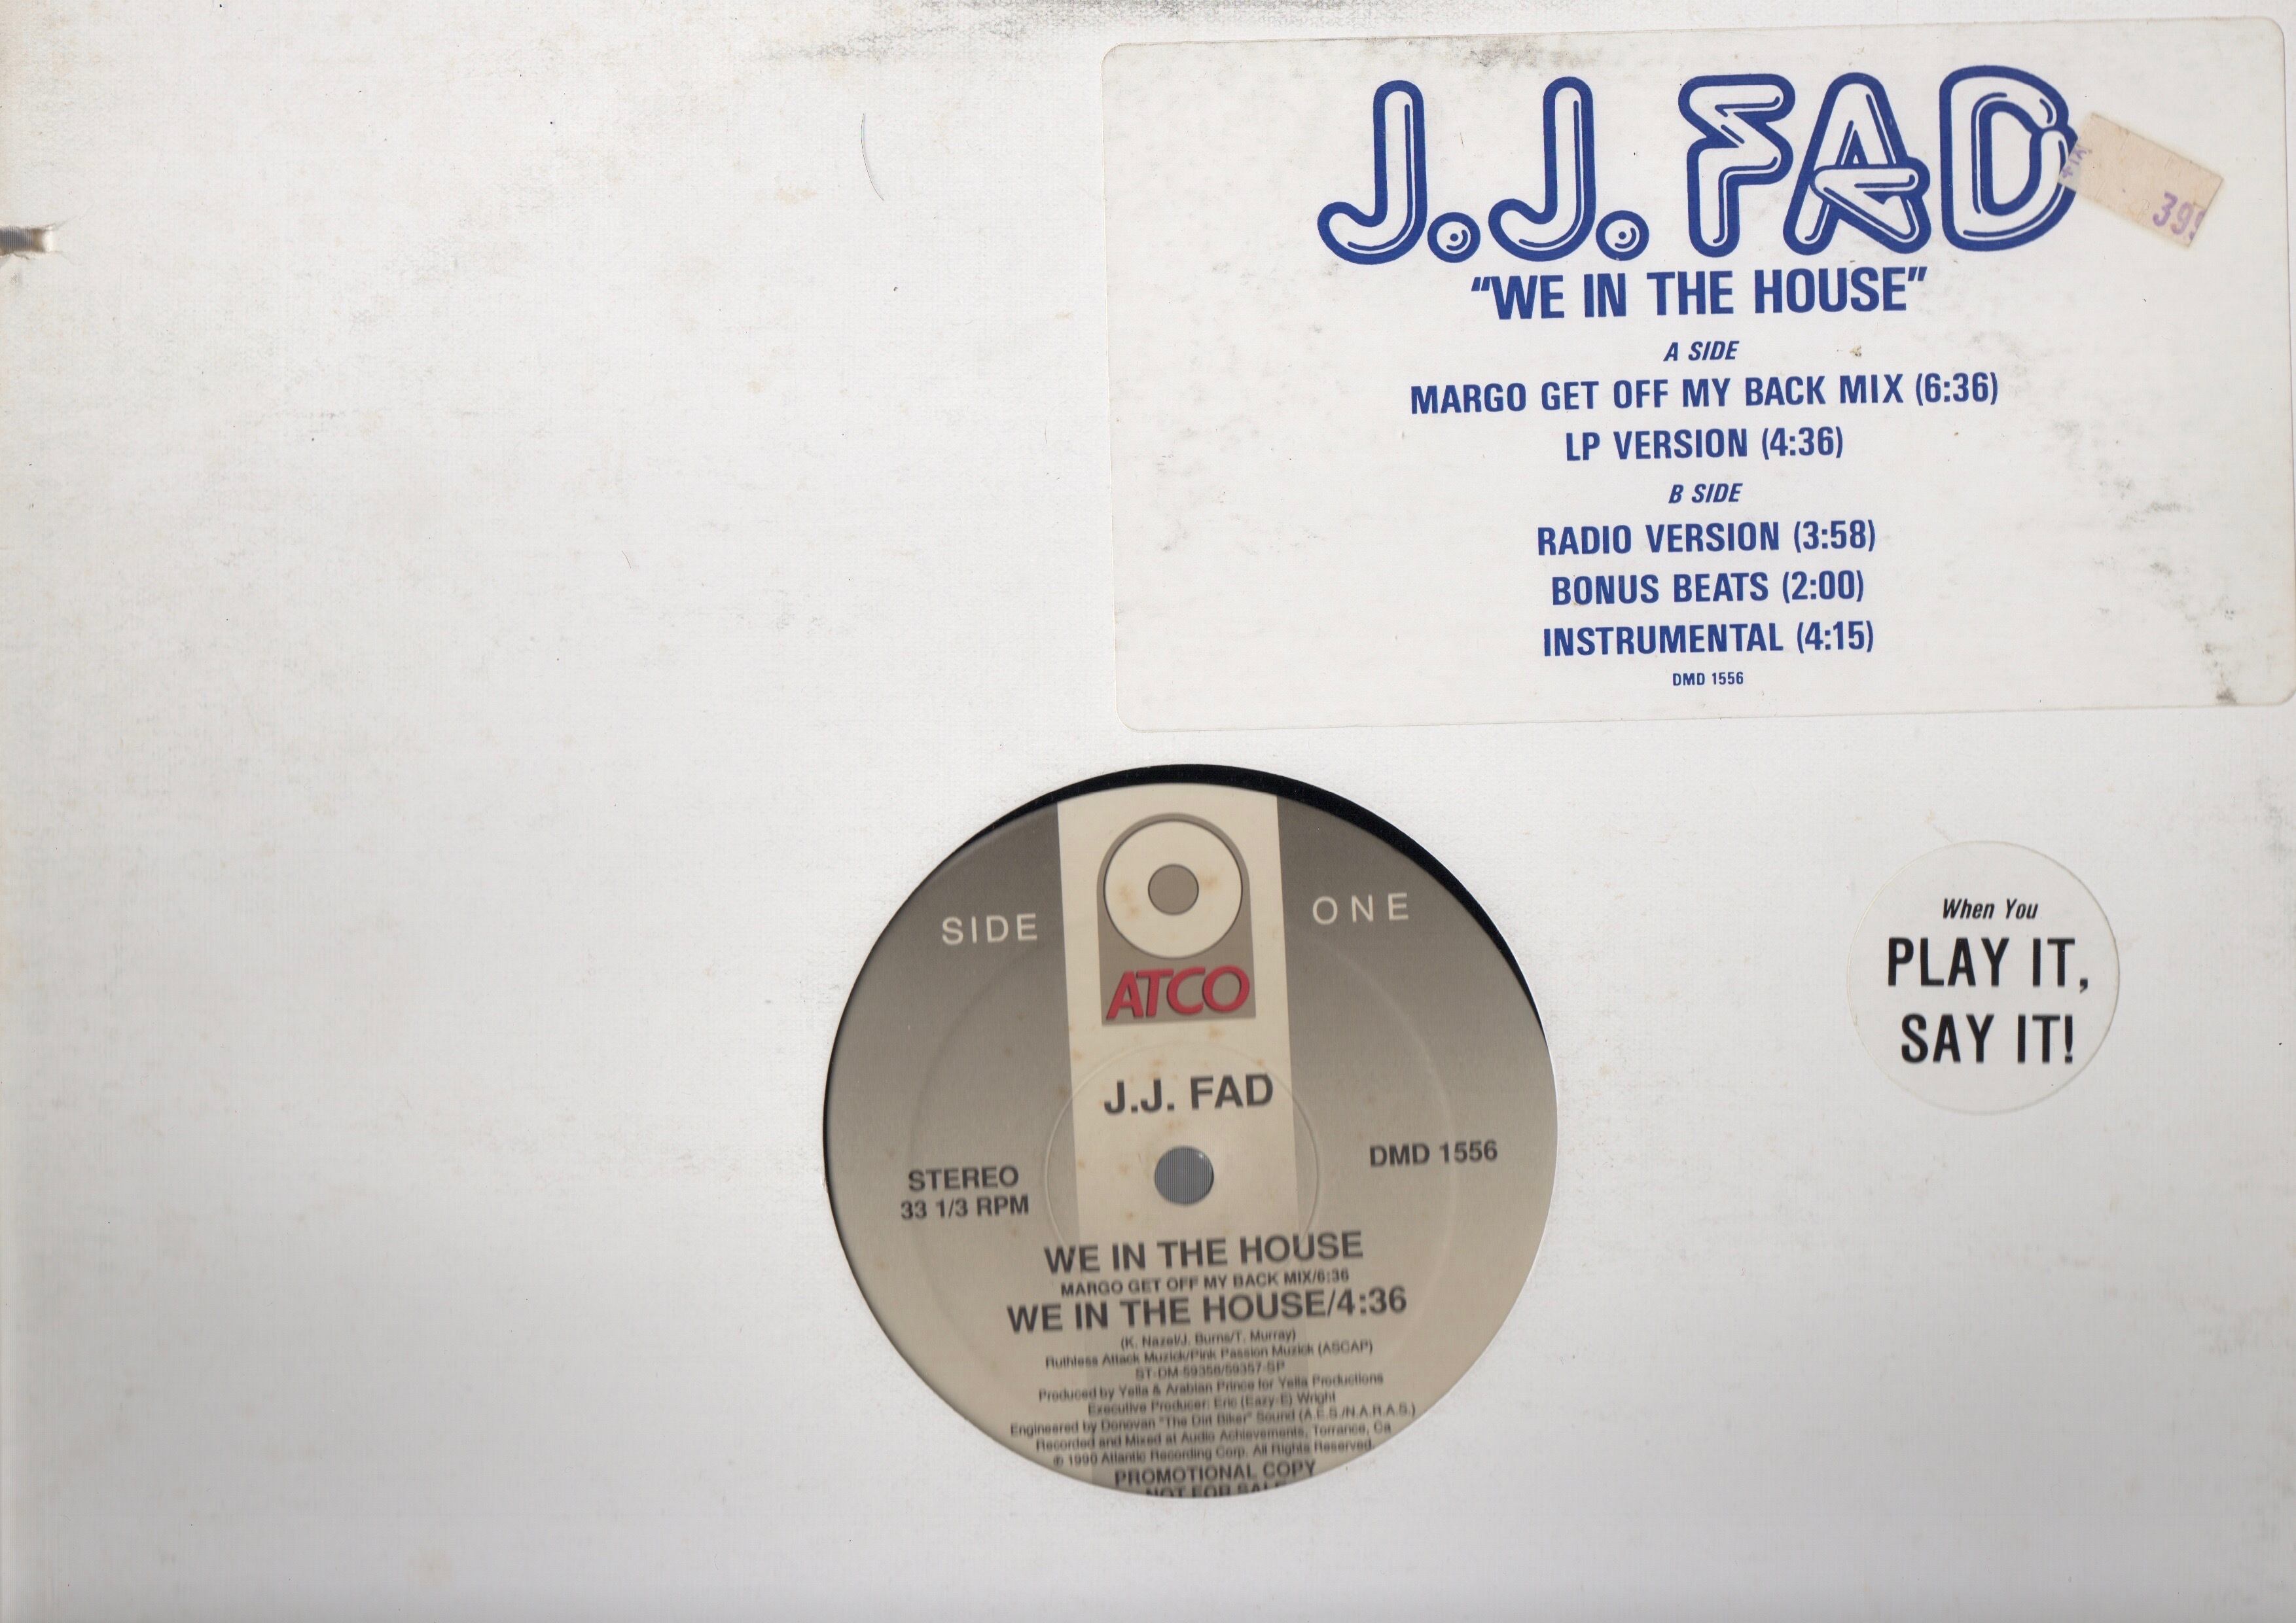 J.J. FAD
399
"WE IN THE HOUSE"
A SIDE
MARGO GET OFF MY BACK MIX (6:36)
LP VERSION (4:36)
B SIDE
RADIO VERSION (3:58)
BONUS BEATS (2:00)
INSTRUMENTAL (4:15)
DMD 1556
SIDE ONE
ATCO
J.J. FAD
STEREO
33 1/3 RPM
DMD 1556
WE IN THE HOUSE
MARGO GET OFF MY BACK MIX/6:36
WE IN THE HOUSE/4:36
(K. Nazel/J. Burns/T. Murray)
Ruthless Attack Muzick/Pink Passion Muzick (ASCAP)
ST-DM-59356/59357-SP
Produced by Yella & Arabian Prince for Yella Productions
Executive Producer: Eric (Eazy-E) Wright
Engineered by Donovan "The Dirt Biker" Sound (A.E.S./N.A.R.A.S.)
Recorded and Mixed at Audio Achievements, Torrance, Ca
℗ 1990 Atlantic Recording Corp. All Rights Reserved
PROMOTIONAL COPY
NOT FOR SALE
When You
PLAY IT,
SAY IT!